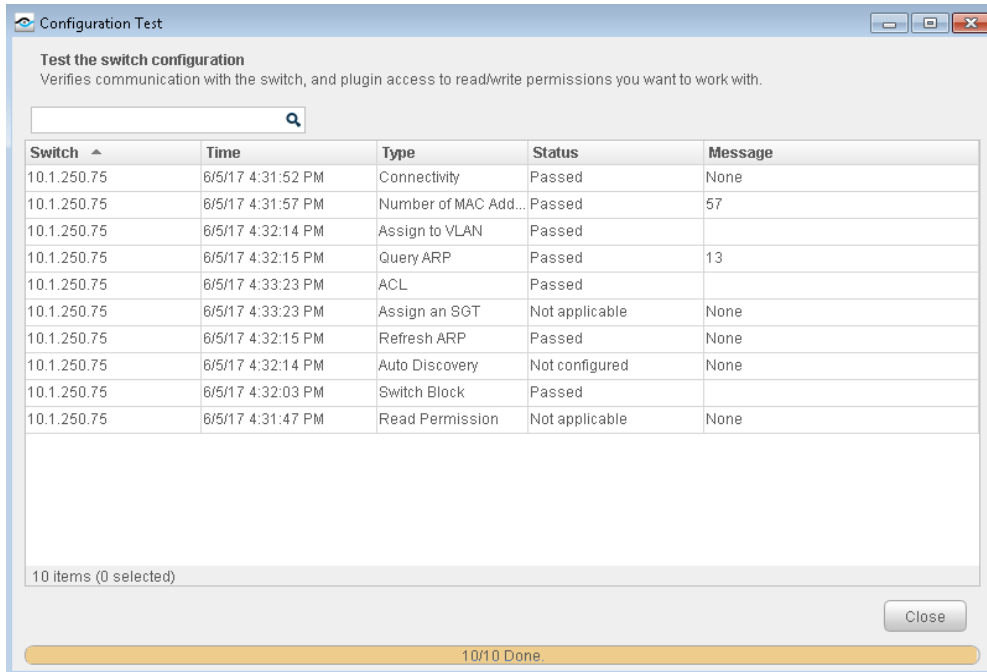 Configuration Test
Test the switch configuration
Verifies communication with the switch, and plugin access to read/write permissions you want to work with.
Switch Time Type Status Message
10.1.250.75 6/5/17 4:31:52 PM Connectivity Passed None
10.1.250.75 6/5/17 4:31:57 PM Number of MAC Add... Passed 57
10.1.250.75 6/5/17 4:32:14 PM Assign to VLAN Passed
10.1.250.75 6/5/17 4:32:15 PM Query ARP Passed 13
10.1.250.75 6/5/17 4:33:23 PM ACL Passed
10.1.250.75 6/5/17 4:33:23 PM Assign an SGT Not applicable None
10.1.250.75 6/5/17 4:32:15 PM Refresh ARP Passed None
10.1.250.75 6/5/17 4:32:14 PM Auto Discovery Not configured None
10.1.250.75 6/5/17 4:32:03 PM Switch Block Passed
10.1.250.75 6/5/17 4:31:47 PM Read Permission Not applicable None
10 items (0 selected)
Close
10/10 Done.